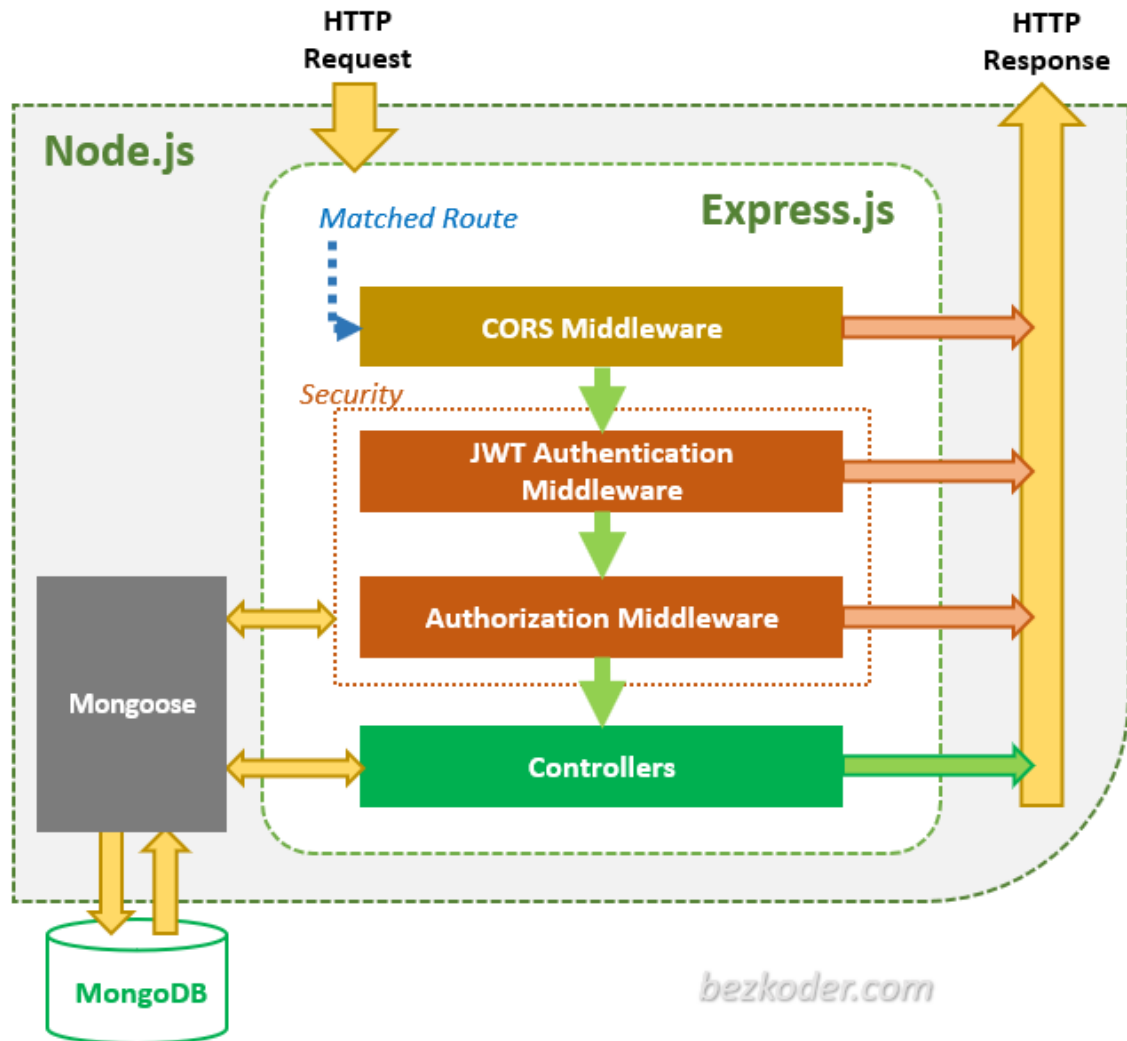 HTTP
Request
HTTP
Response
Node.js
Express.js
Matched Route
CORS Middleware
Security
JWT Authentication
Middleware
Authorization Middleware
Mongoose
Controllers
MongoDB
bezkoder.com